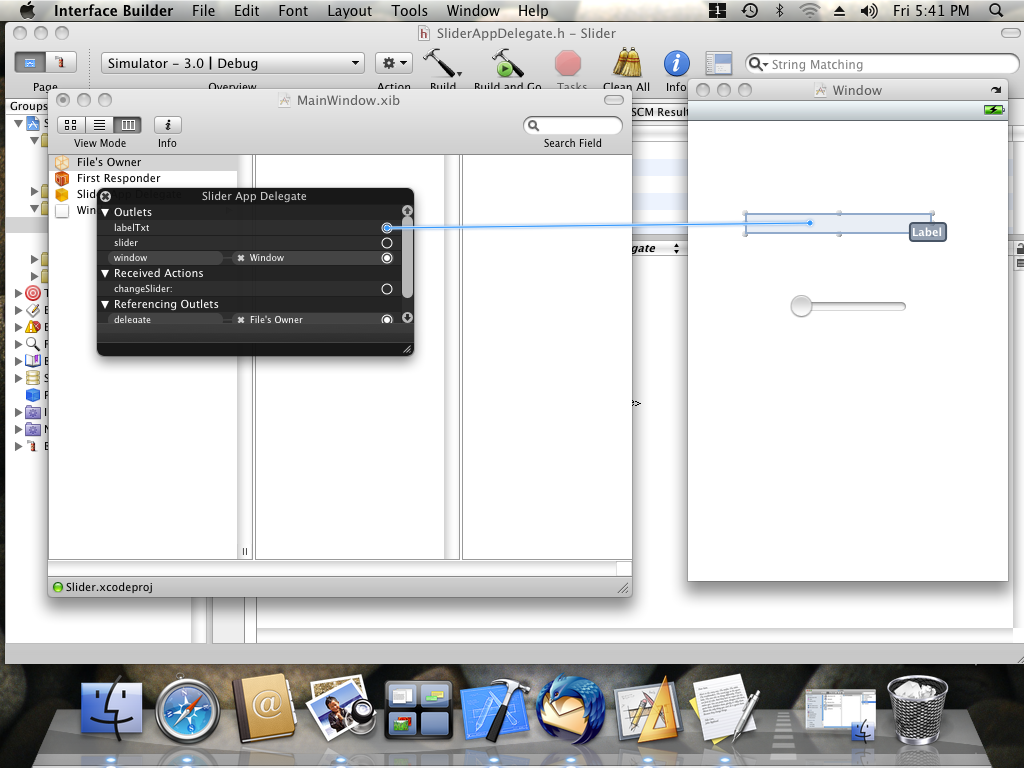 Interface Builder File Edit Font Layout Tools Window Help
1
Fri 5:41 PM
SliderAppDelegate.h – Slider
Simulator – 3.0 | Debug
String Matching
Page
Overview
Action
Build
Build and Go
Tasks
Clean All
Info
Groups
SCM Result
MainWindow.xib
View Mode
Info
Search Field
File's Owner
First Responder
Slid
Win
Slider App Delegate
Outlets
labelTxt
slider
window
Window
Received Actions
changeSlider:
Referencing Outlets
delegate
File's Owner
Window
Label
gate
e>
Slider.xcodeproj